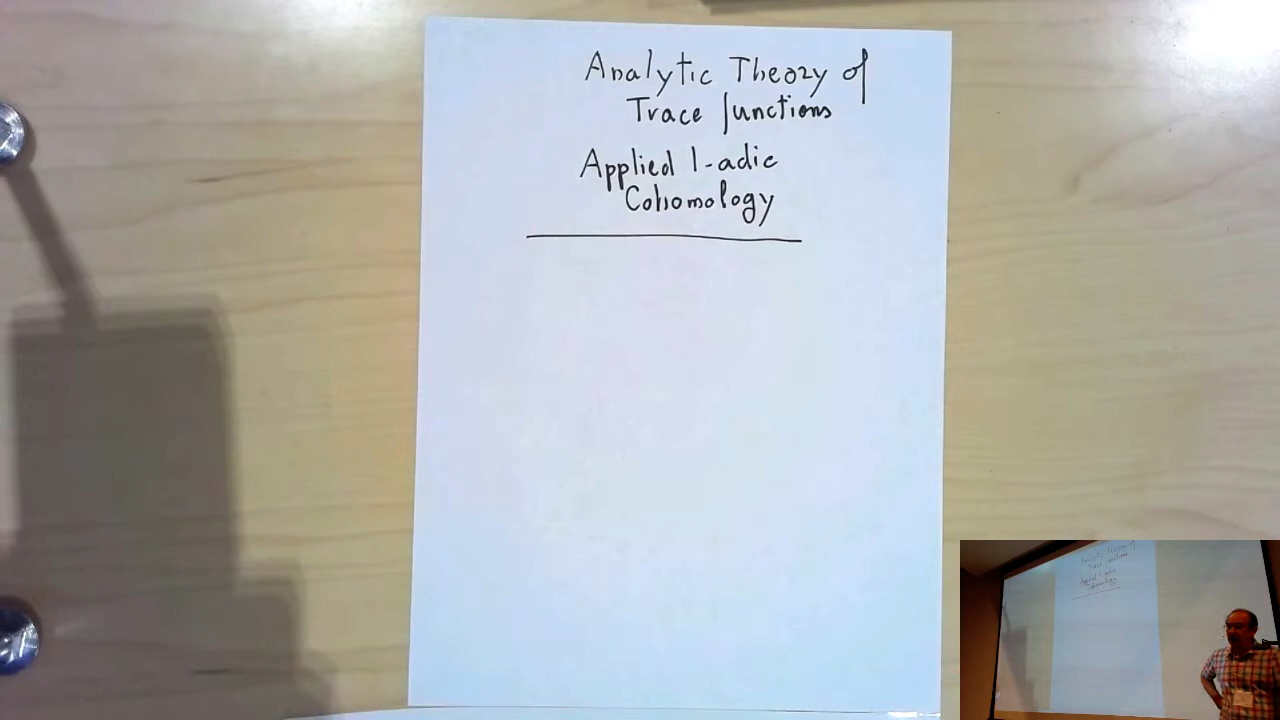 Analytic Theory of
Trace functions
Applied l-adic
Cohomology